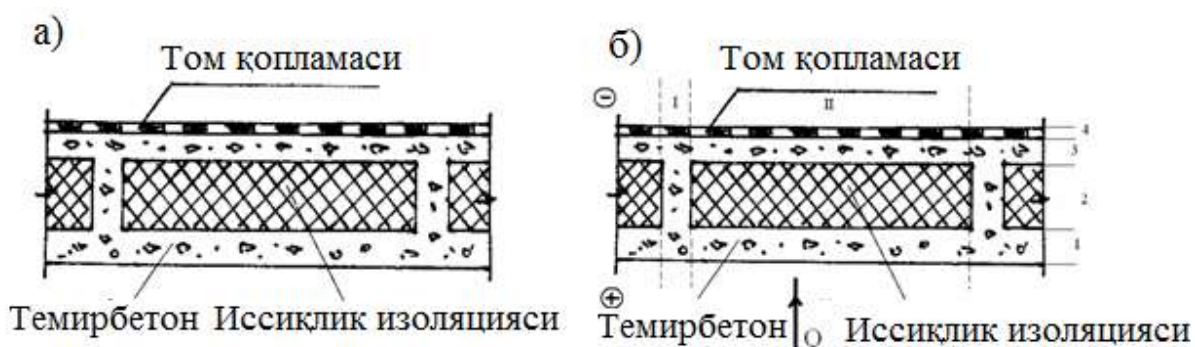 а)
Том қопламаси
Темирбетон Иссиқлик изоляцияси
б)
Том қопламаси
I
II
4
3
2
1
Темирбетон
Q
Иссиқлик изоляцияси